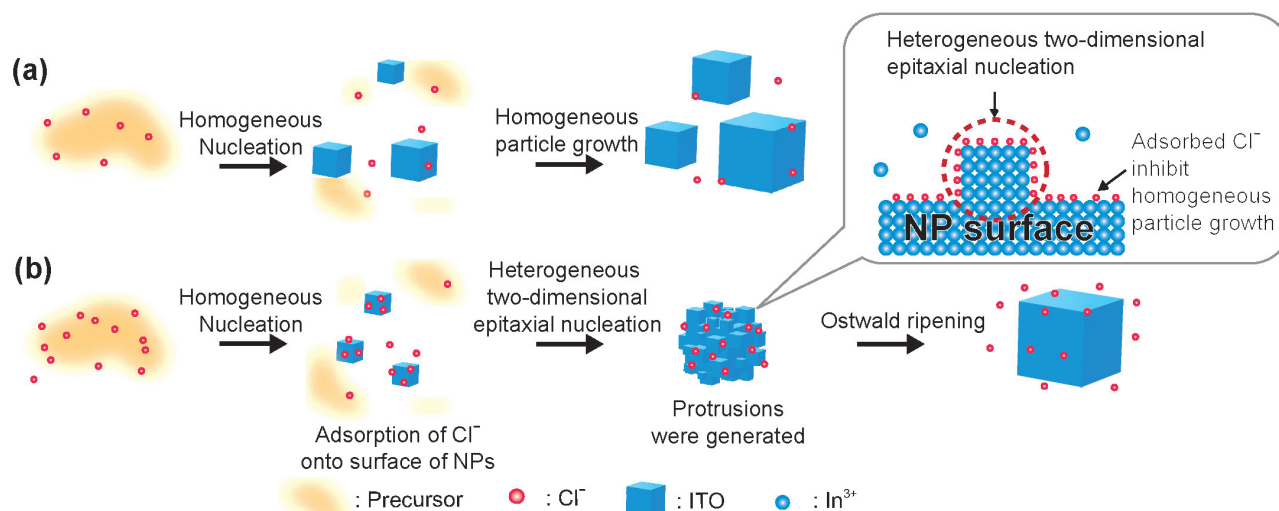 (a)
Homogeneous
Nucleation
Homogeneous
particle growth
Heterogeneous two-dimensional
epitaxial nucleation
Adsorbed Cl⁻
inhibit
homogeneous
particle growth
NP surface
(b)
Homogeneous
Nucleation
Adsorption of Cl⁻
onto surface of NPs
Heterogeneous
two-dimensional
epitaxial nucleation
Protrusions
were generated
Ostwald ripening
: Precursor
: Cl⁻
: ITO
: In³⁺